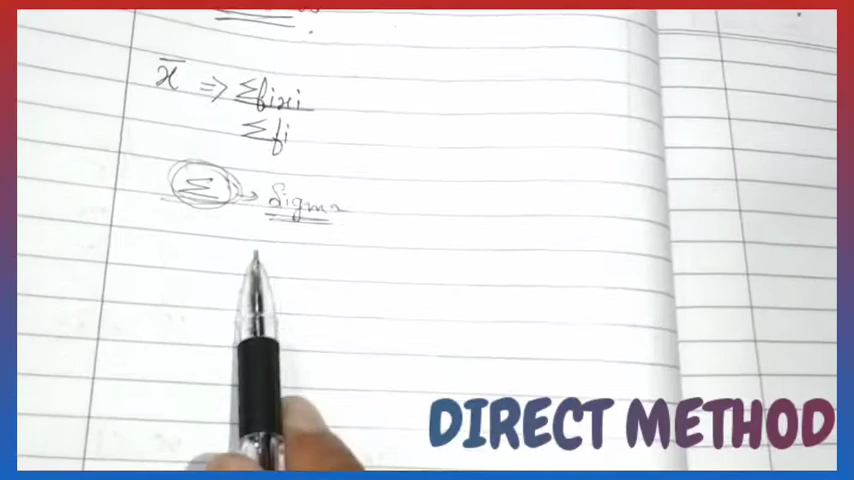 x̄ => Σfixi
Σfi
Σ → Sigma
DIRECT METHOD